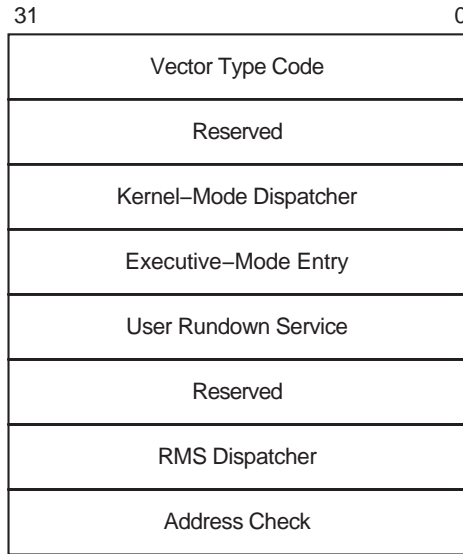 31 0
Vector Type Code
Reserved
Kernel−Mode Dispatcher
Executive−Mode Entry
User Rundown Service
Reserved
RMS Dispatcher
Address Check